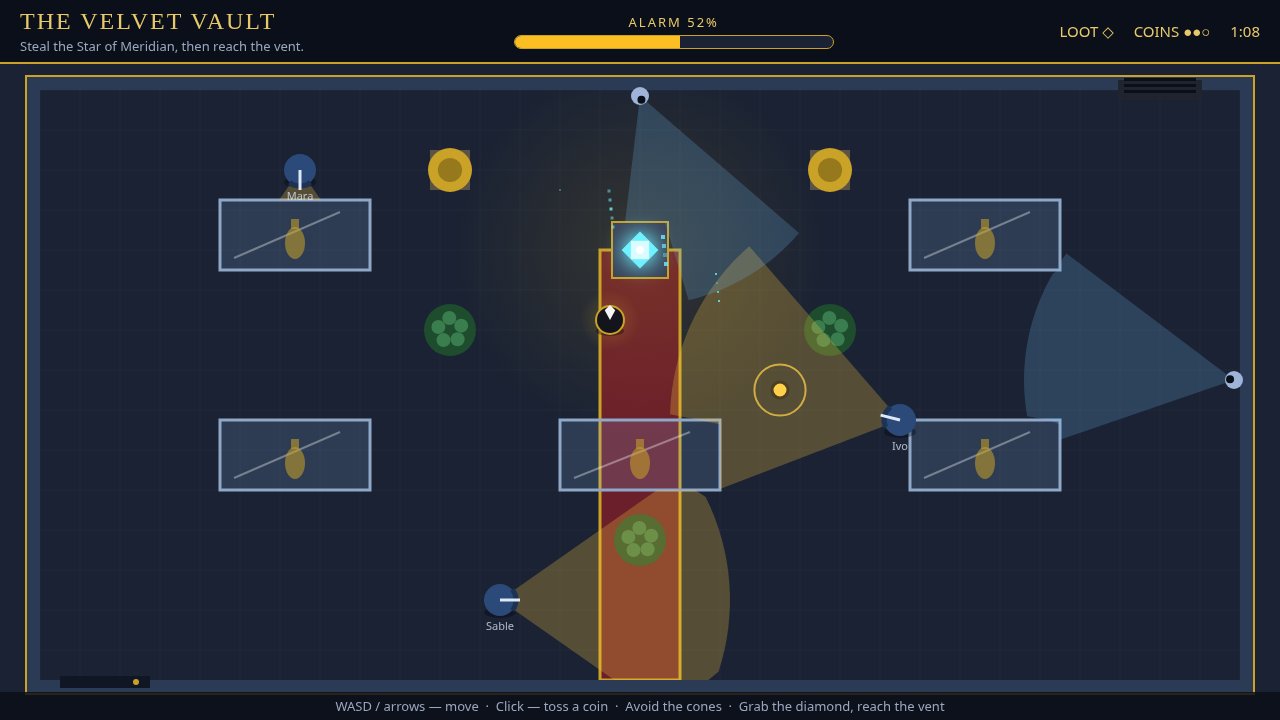 THE VELVET VAULT
Steal the Star of Meridian, then reach the vent.
ALARM 52%
LOOT ◇ COINS ●●○ 1:08
Mara
Ivo
Sable
WASD / arrows — move · Click — toss a coin · Avoid the cones · Grab the diamond, reach the vent